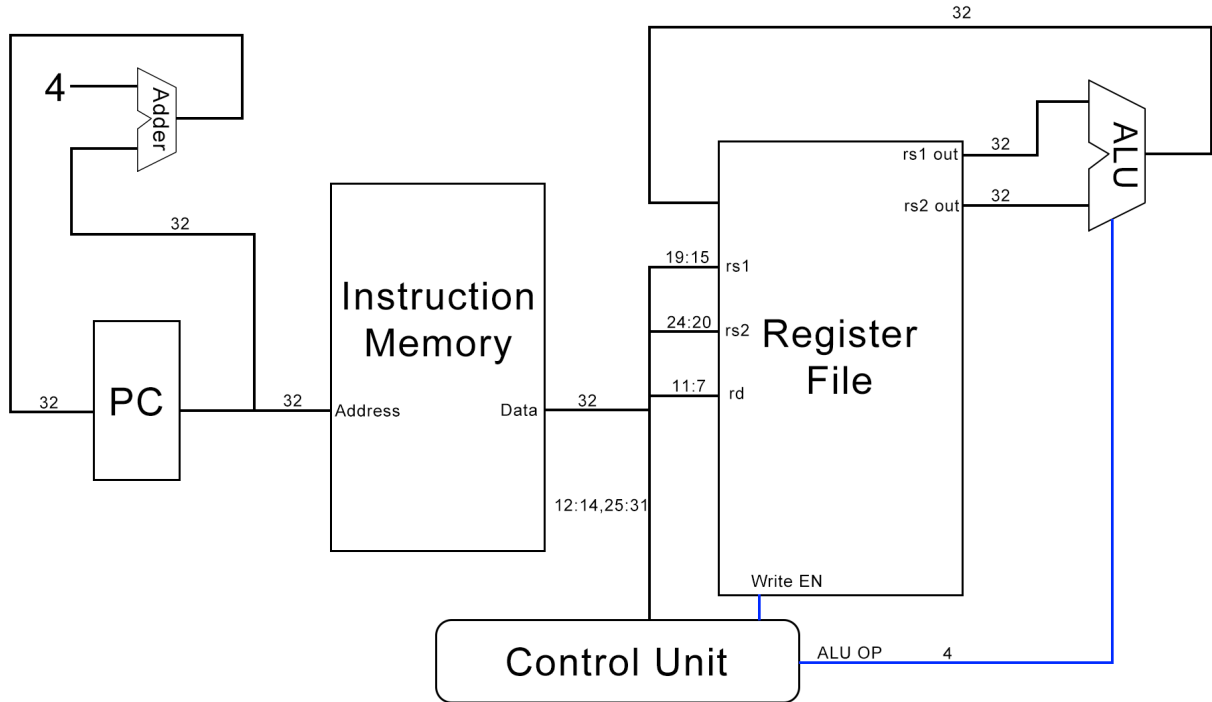 32
4
Adder
32
32
PC
32
Instruction
Memory
Address
Data
32
12:14,25:31
19:15
rs1
24:20
rs2
11:7
rd
Register
File
rs1 out
32
rs2 out
32
ALU
Write EN
Control Unit
ALU OP
4